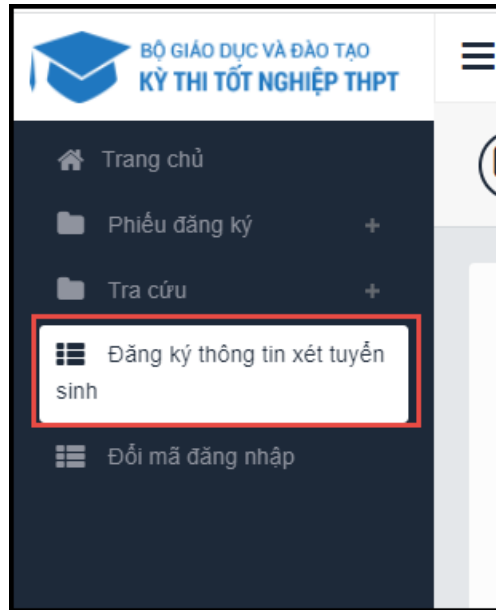 BỘ GIÁO DỤC VÀ ĐÀO TẠO
KỲ THI TỐT NGHIỆP THPT
Trang chủ
Phiếu đăng ký +
Tra cứu +
Đăng ký thông tin xét tuyển
sinh
Đổi mã đăng nhập